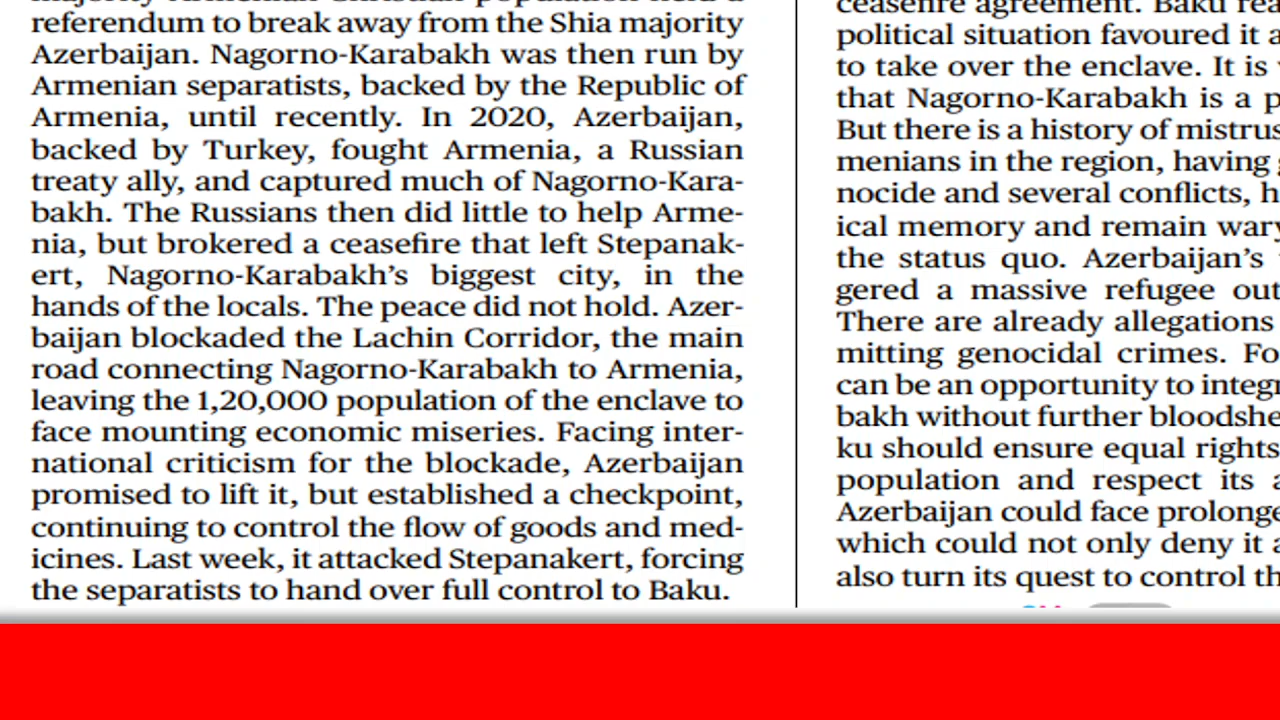 majority Armenian Christian population held a
referendum to break away from the Shia majority
Azerbaijan. Nagorno-Karabakh was then run by
Armenian separatists, backed by the Republic of
Armenia, until recently. In 2020, Azerbaijan,
backed by Turkey, fought Armenia, a Russian
treaty ally, and captured much of Nagorno-Kara-
bakh. The Russians then did little to help Arme-
nia, but brokered a ceasefire that left Stepanak-
ert, Nagorno-Karabakh's biggest city, in the
hands of the locals. The peace did not hold. Azer-
baijan blockaded the Lachin Corridor, the main
road connecting Nagorno-Karabakh to Armenia,
leaving the 1,20,000 population of the enclave to
face mounting economic miseries. Facing inter-
national criticism for the blockade, Azerbaijan
promised to lift it, but established a checkpoint,
continuing to control the flow of goods and med-
icines. Last week, it attacked Stepanakert, forcing
the separatists to hand over full control to Baku.
ceasefire agreement. Baku rea
political situation favoured it a
to take over the enclave. It is
that Nagorno-Karabakh is a p
But there is a history of mistrus
menians in the region, having
nocide and several conflicts, h
ical memory and remain wary
the status quo. Azerbaijan's
gered a massive refugee out
There are already allegations
mitting genocidal crimes. Fo
can be an opportunity to integr
bakh without further bloodshe
ku should ensure equal rights
population and respect its a
Azerbaijan could face prolonge
which could not only deny it a
also turn its quest to control th